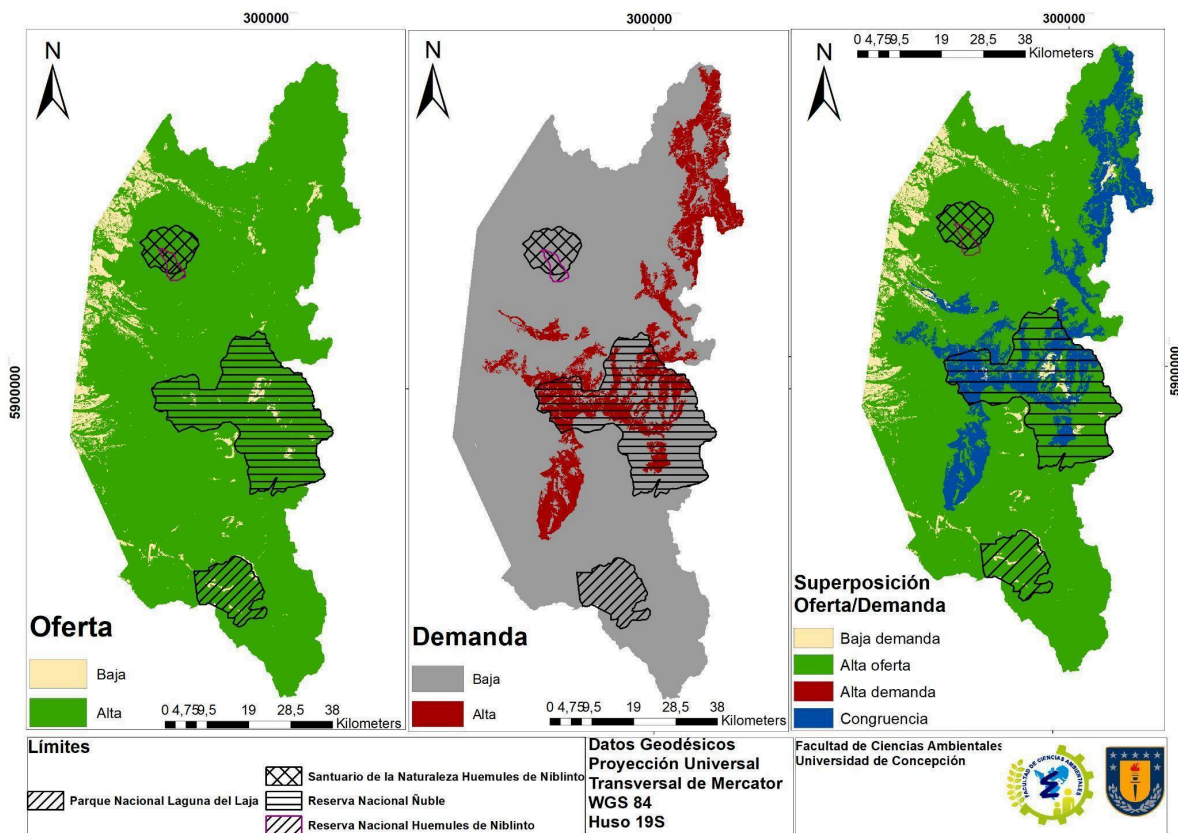 300000
300000
300000
N
N
N
0 4,75 9,5 19 28,5 38
Kilometers
5900000
5900000
Oferta
Baja
Alta
0 4,75 9,5 19 28,5 38
Kilometers
Demanda
Baja
Alta
0 4,75 9,5 19 28,5 38
Kilometers
Superposición
Oferta/Demanda
Baja demanda
Alta oferta
Alta demanda
Congruencia
Límites
Parque Nacional Laguna del Laja
Santuario de la Naturaleza Huemules de Niblinto
Reserva Nacional Ñuble
Reserva Nacional Huemules de Niblinto
Datos Geodésicos
Proyección Universal
Transversal de Mercator
WGS 84
Huso 19S
Facultad de Ciencias Ambientales
Universidad de Concepción
FACULTAD DE CIENCIAS AMBIENTALES